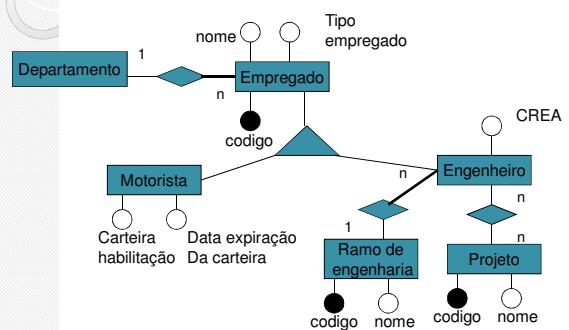 Tipo
empregado
nome
1
Departamento
Empregado
n
codigo
CREA
Motorista
n
Engenheiro
n
Carteira
habilitação
Data expiração
Da carteira
1
Ramo de
engenharia
n
Projeto
codigo
nome
codigo
nome